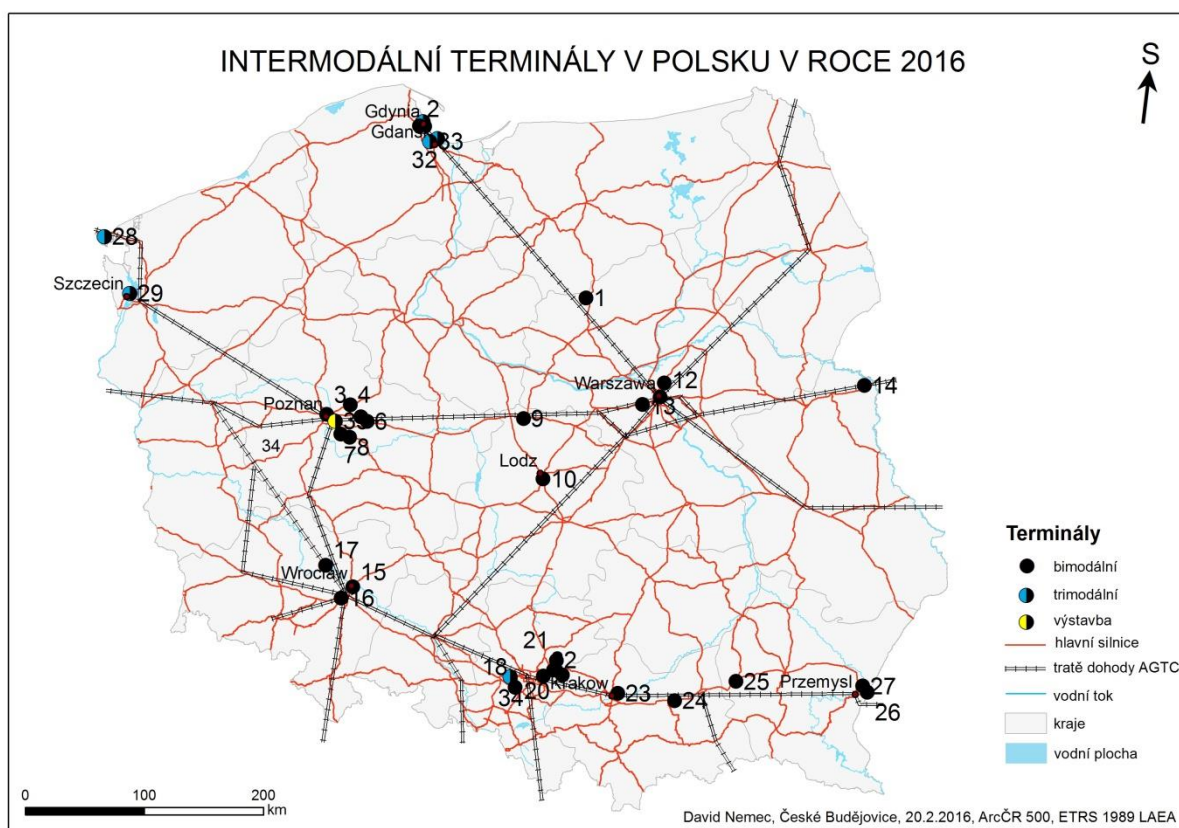 INTERMODÁLNÍ TERMINÁLY V POLSKU V ROCE 2016
S
Gdynia 2
Gdansk 33
32
28
Szczecin
29
1
Warszawa 12
14
3 4
Poznan
6
7 8
34
9
Lodz
10
17
Wroclaw 15
16
21
18
20 Krakow
34
23
24
25
Przemysl 27
26
Terminály
bimodální
trimodální
výstavba
hlavní silnice
tratě dohody AGTC
vodní tok
kraje
vodní plocha
0 100 200
km
David Nemec, České Budějovice, 20.2.2016, ArcČR 500, ETRS 1989 LAEA